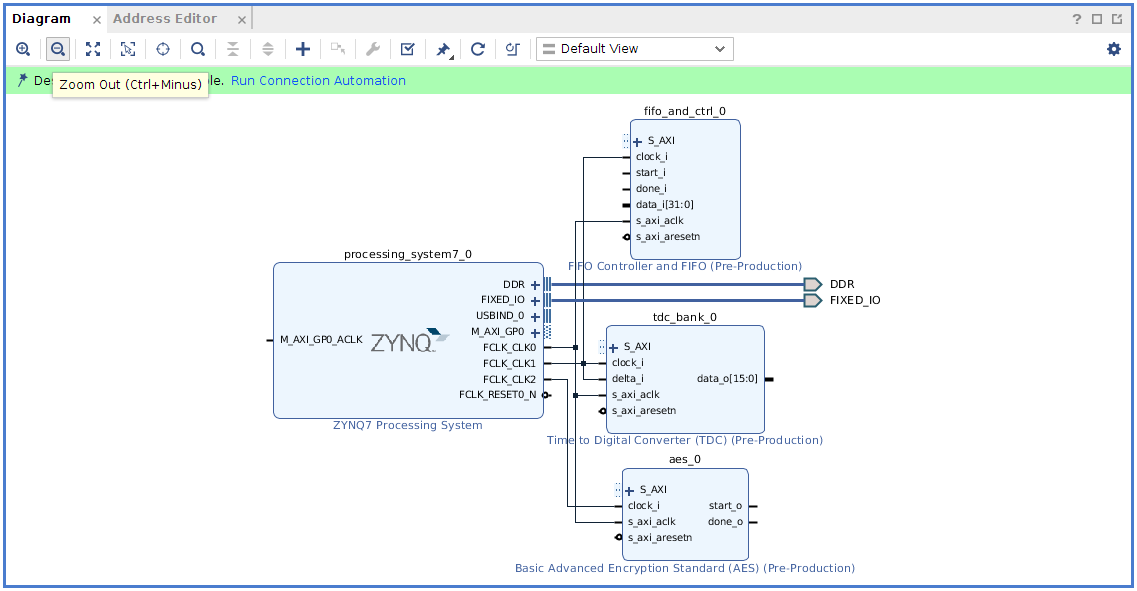 Diagram × Address Editor × ?
Default View
De
le. Run Connection Automation
Zoom Out (Ctrl+Minus)
fifo_and_ctrl_0
S_AXI
clock_i
start_i
done_i
data_i[31:0]
s_axi_aclk
s_axi_aresetn
FIFO Controller and FIFO (Pre-Production)
processing_system7_0
DDR
FIXED_IO
USBIND_0
M_AXI_GP0
M_AXI_GP0_ACLK
ZYNQ
FCLK_CLK0
FCLK_CLK1
FCLK_CLK2
FCLK_RESET0_N
ZYNQ7 Processing System
DDR
FIXED_IO
tdc_bank_0
S_AXI
clock_i
delta_i data_o[15:0]
s_axi_aclk
s_axi_aresetn
Time to Digital Converter (TDC) (Pre-Production)
aes_0
S_AXI
clock_i start_o
s_axi_aclk done_o
s_axi_aresetn
Basic Advanced Encryption Standard (AES) (Pre-Production)